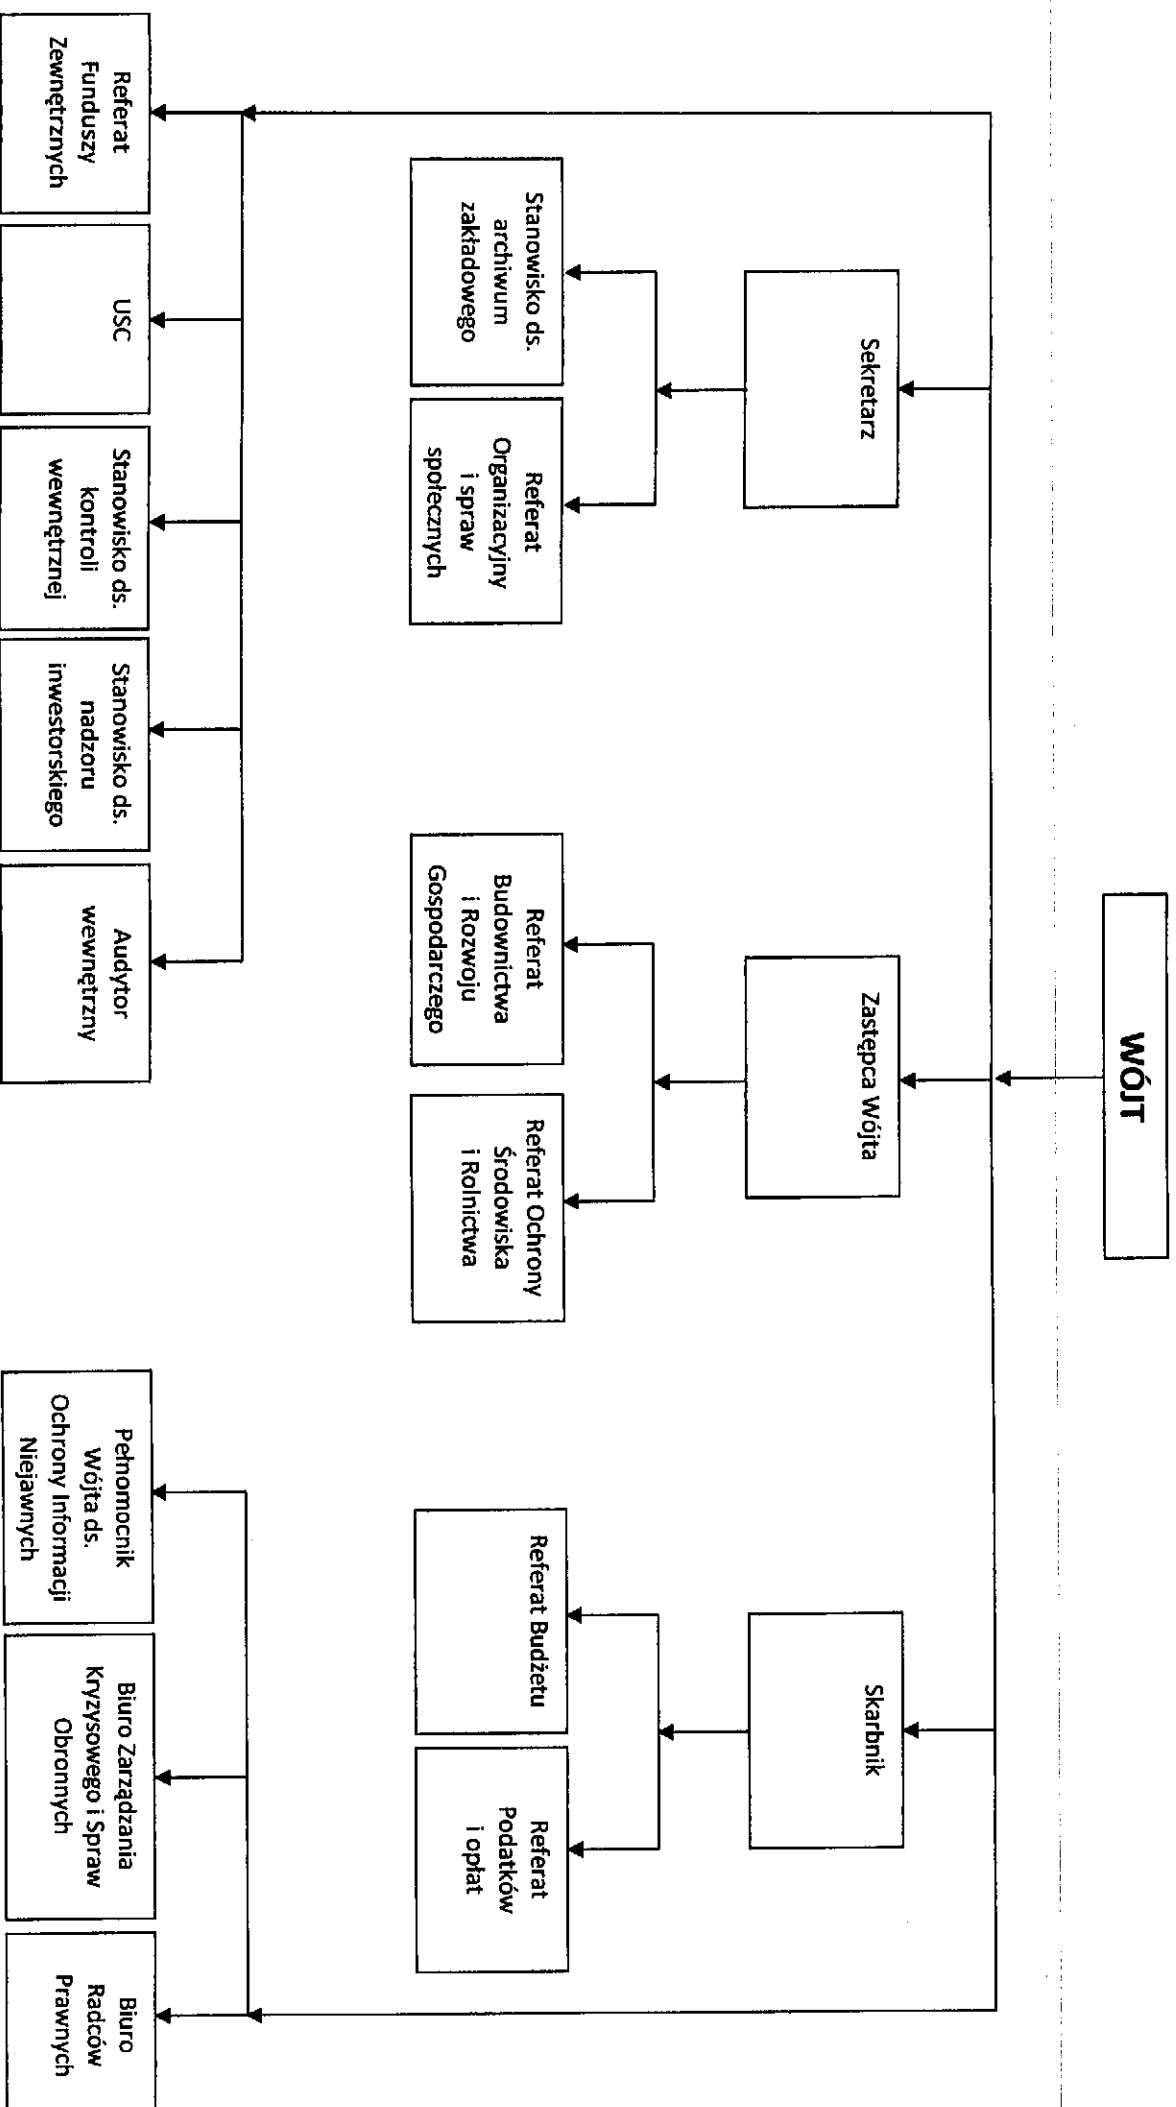 WÓJT
Sekretarz
Zastępca Wójta
Skarbnik
Stanowisko ds.
archiwum
zakładowego
Referat
Organizacyjny
i spraw
społecznych
Referat
Budownictwa
i Rozwoju
Gospodarczego
Referat Ochrony
Środowiska
i Rolnictwa
Referat Budżetu
Referat
Podatków
i opłat
Referat
Funduszy
Zewnętrznych
USC
Stanowisko ds.
kontroli
wewnętrznej
Stanowisko ds.
nadzoru
inwestorskiego
Audytor
wewnętrzny
Pełnomocnik
Wójta ds.
Ochrony Informacji
Niejawnych
Biuro Zarządzania
Kryzysowego i Spraw
Obronnych
Biuro
Radców
Prawnych